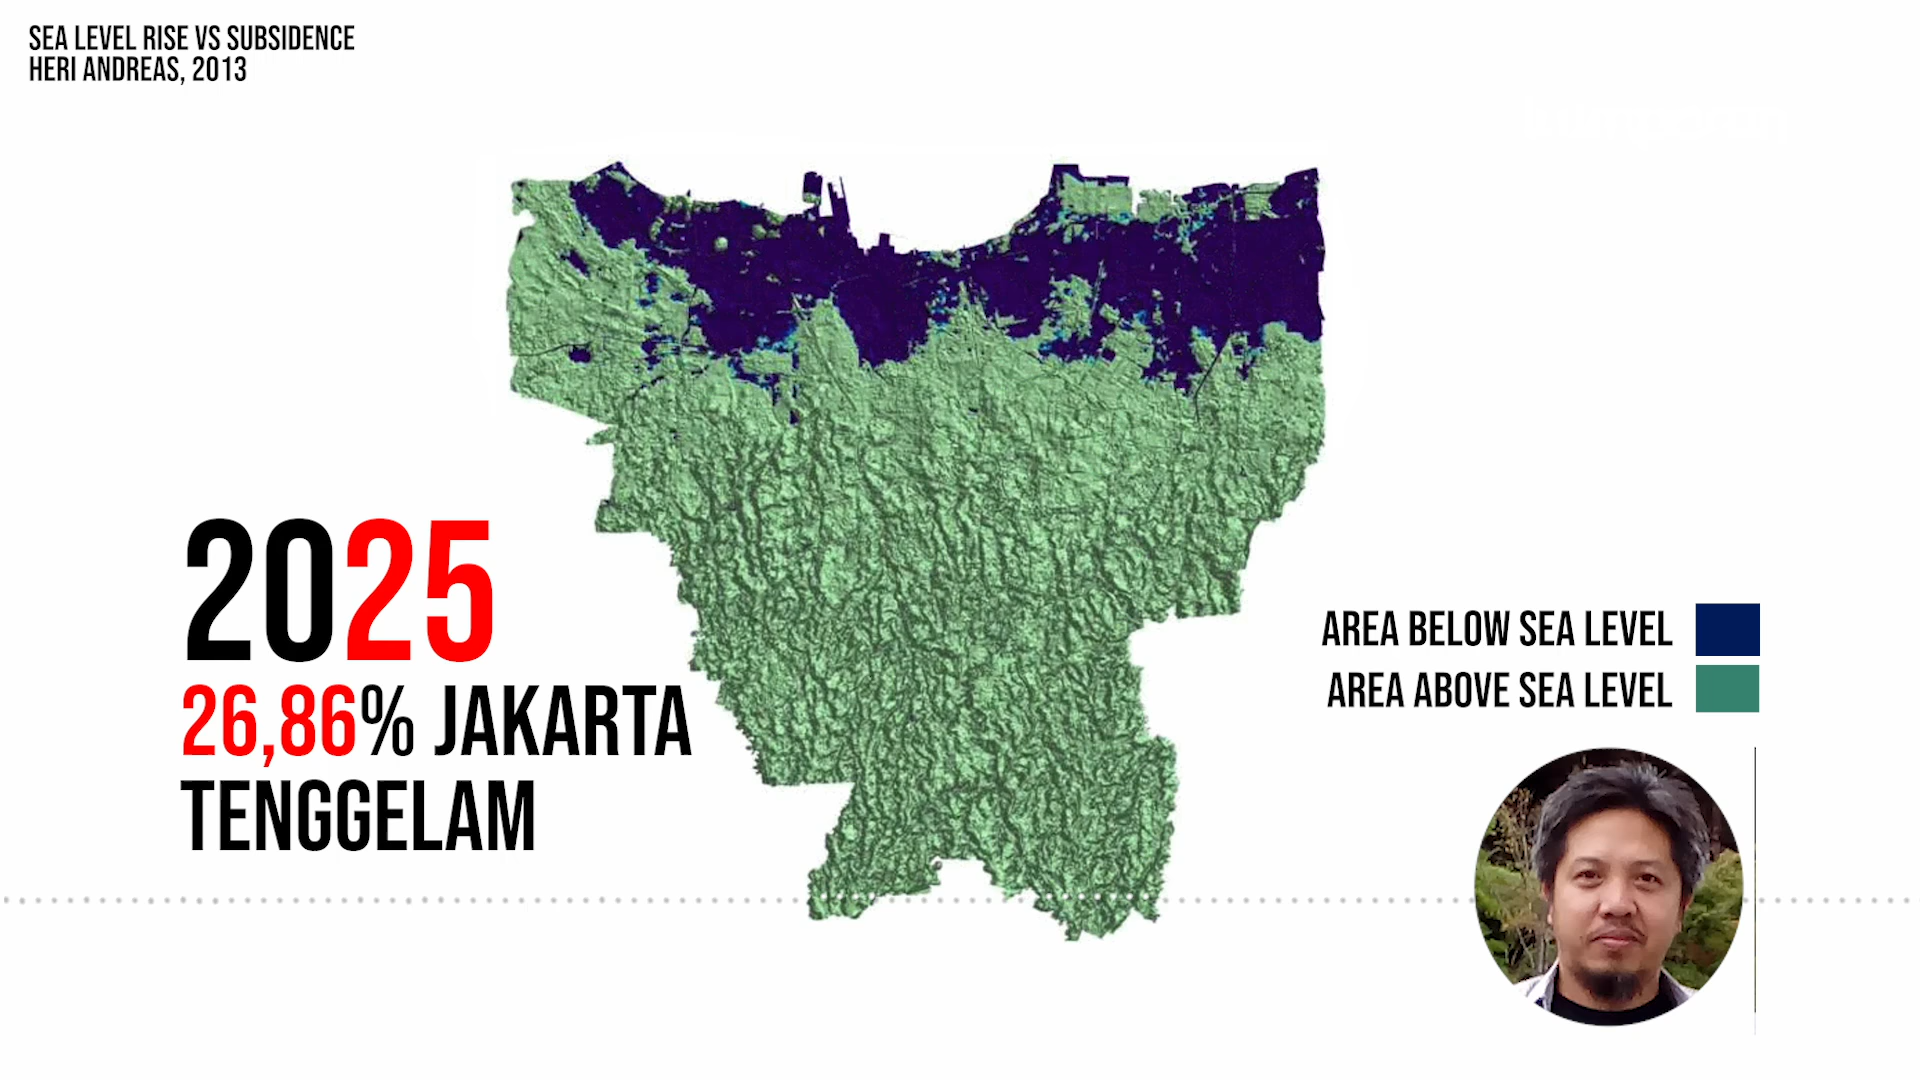 SEA LEVEL RISE VS SUBSIDENCE
HERI ANDREAS, 2013
2025
26,86% JAKARTA
TENGGELAM
AREA BELOW SEA LEVEL
AREA ABOVE SEA LEVEL